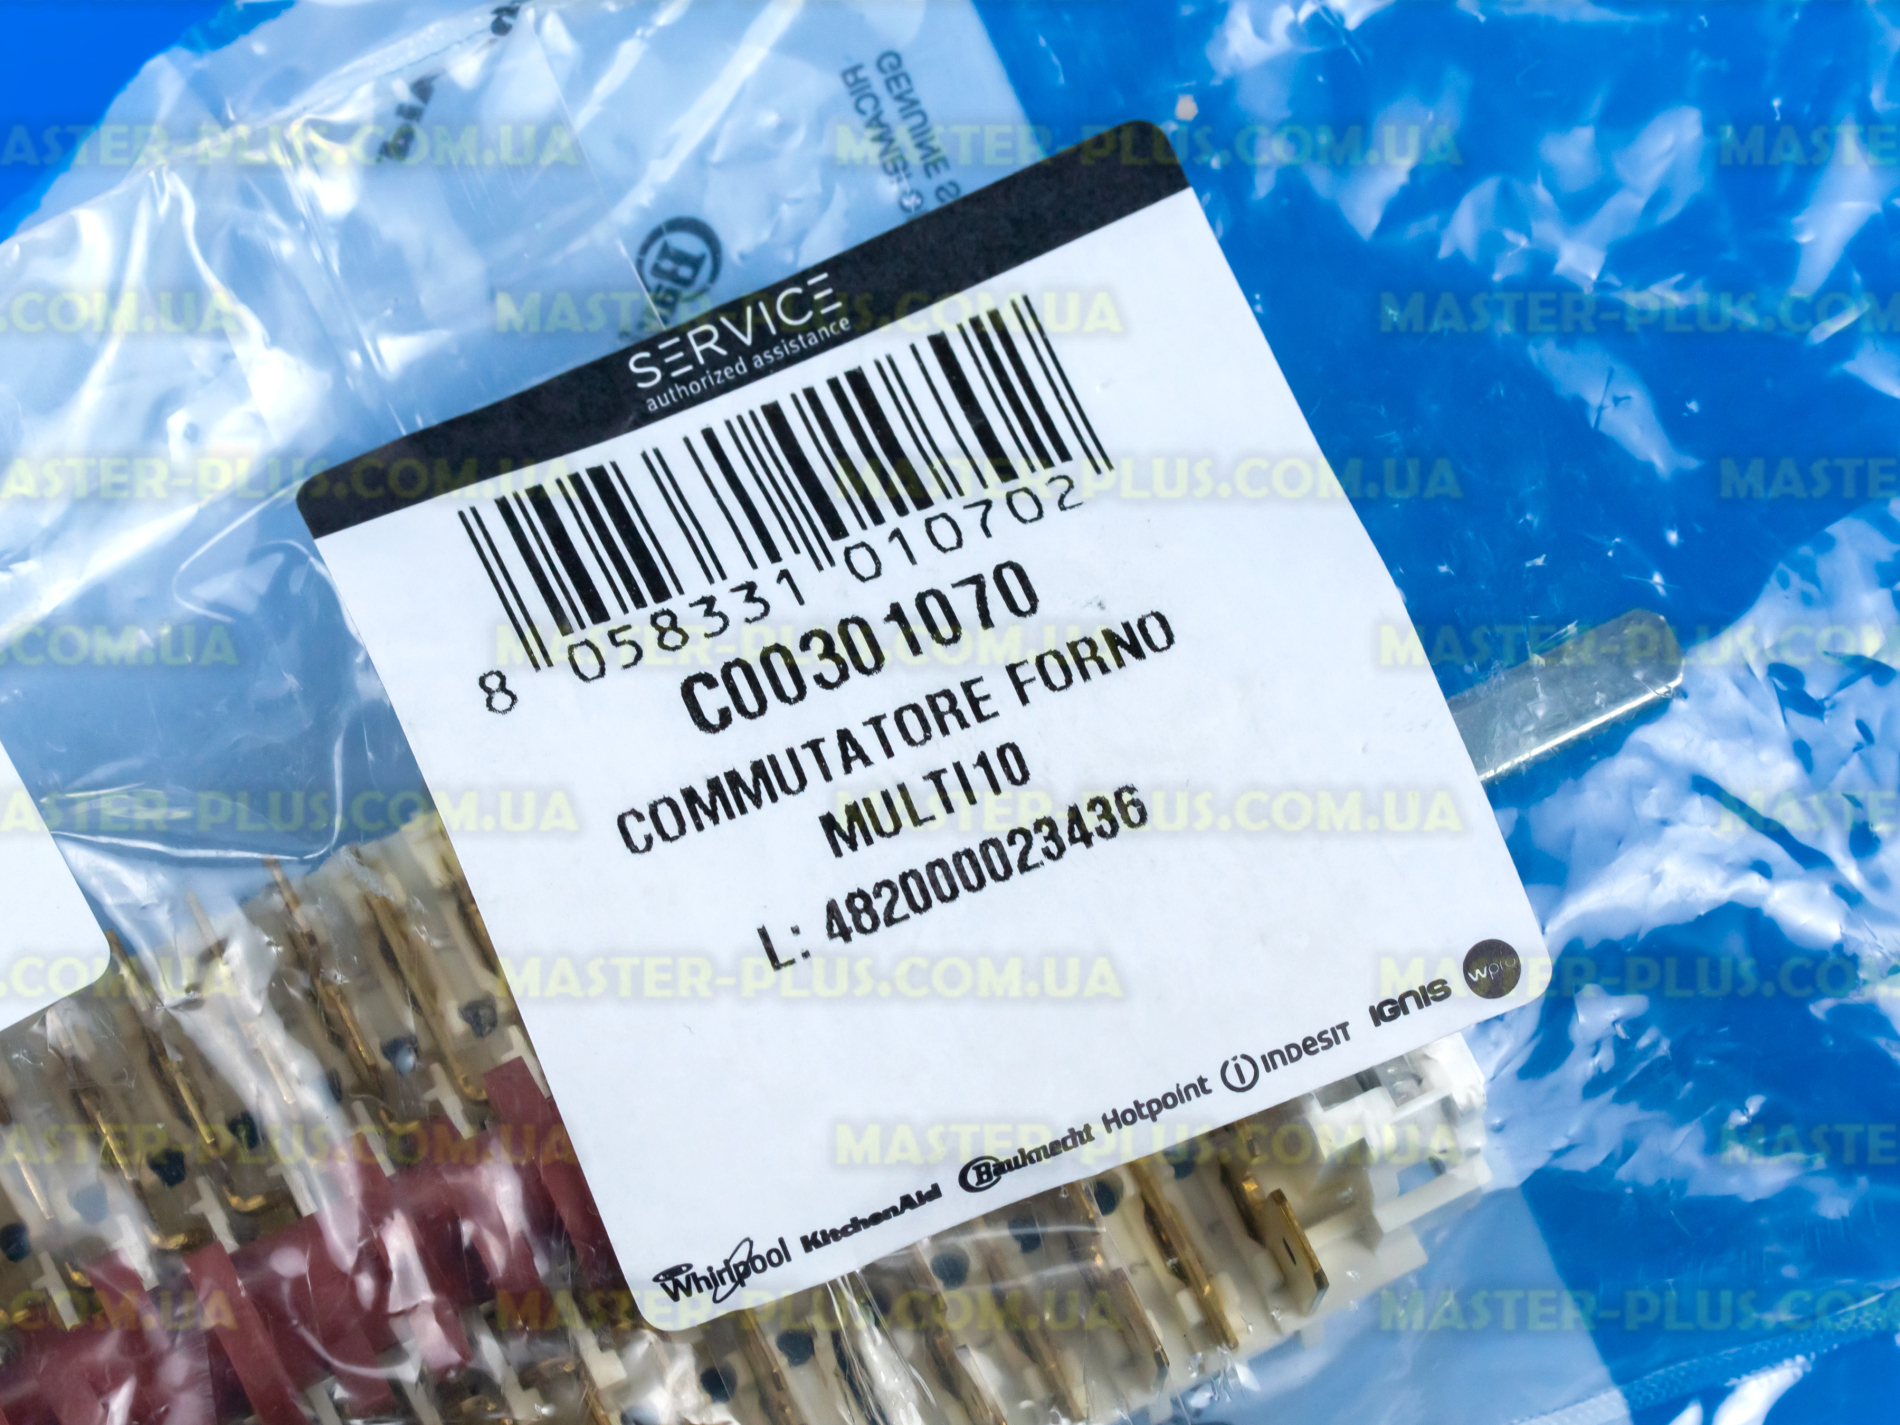 GENUINE S
RICAMBI O
SERVICE
authorized assistance
8 058331 010702
C00301070
COMMUTATORE FORNO
MULTI10
L: 482000023436
Whirlpool KitchenAid Bauknecht Hotpoint indesit IGNIS wpro
MASTER-PLUS.COM.UA